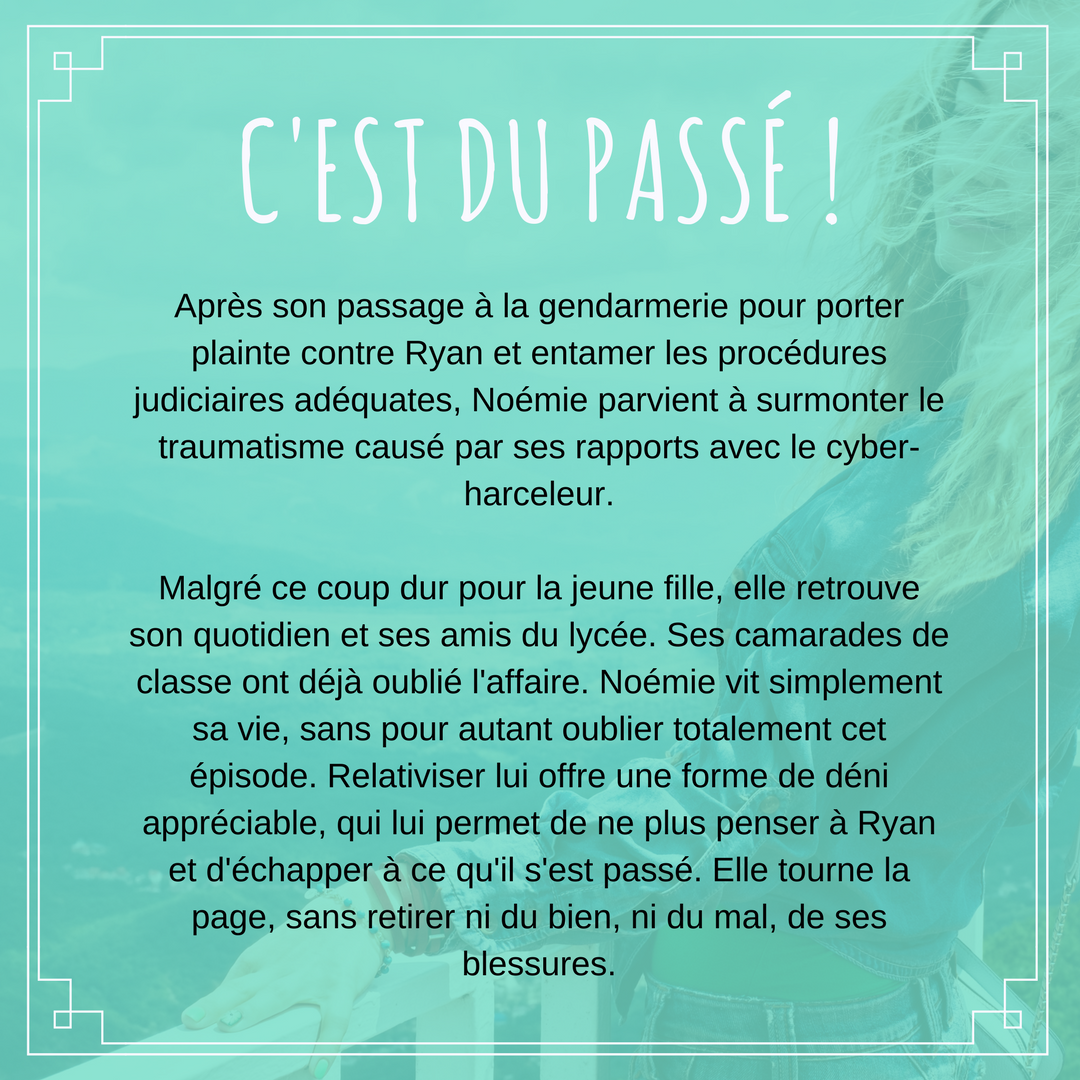 C'EST DU PASSÉ !
Après son passage à la gendarmerie pour porter
plainte contre Ryan et entamer les procédures
judiciaires adéquates, Noémie parvient à surmonter le
traumatisme causé par ses rapports avec le cyber-
harceleur.
Malgré ce coup dur pour la jeune fille, elle retrouve
son quotidien et ses amis du lycée. Ses camarades de
classe ont déjà oublié l'affaire. Noémie vit simplement
sa vie, sans pour autant oublier totalement cet
épisode. Relativiser lui offre une forme de déni
appréciable, qui lui permet de ne plus penser à Ryan
et d'échapper à ce qu'il s'est passé. Elle tourne la
page, sans retirer ni du bien, ni du mal, de ses
blessures.